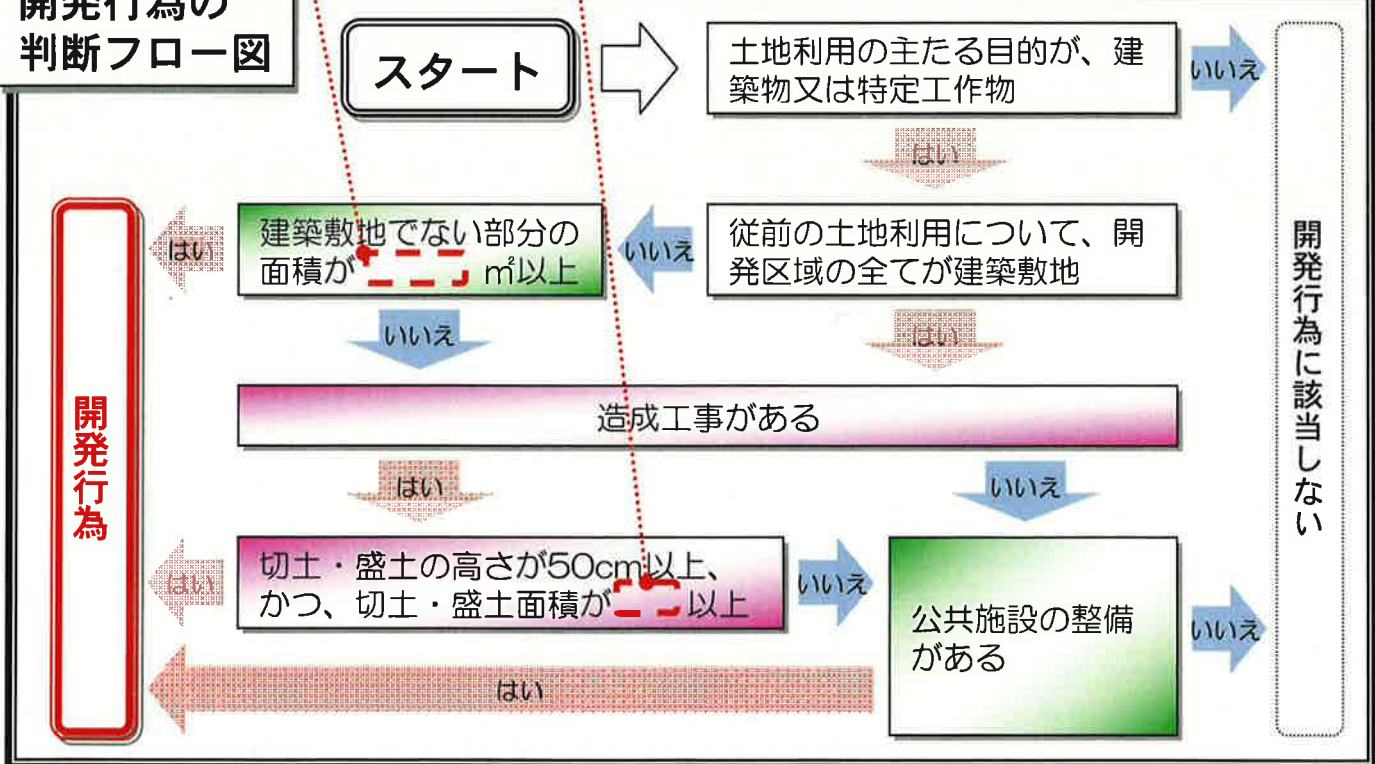 開発行為の
判断フロー図
スタート
土地利用の主たる目的が、建
築物又は特定工作物
いいえ
はい
従前の土地利用について、開
発区域の全てが建築敷地
いいえ
建築敷地でない部分の
面積が
㎡以上
はい
いいえ
はい
造成工事がある
はい
いいえ
切土・盛土の高さが50cm以上、
かつ、切土・盛土面積が
以上
はい
いいえ
公共施設の整備
がある
いいえ
はい
開発行為
開発行為に該当しない